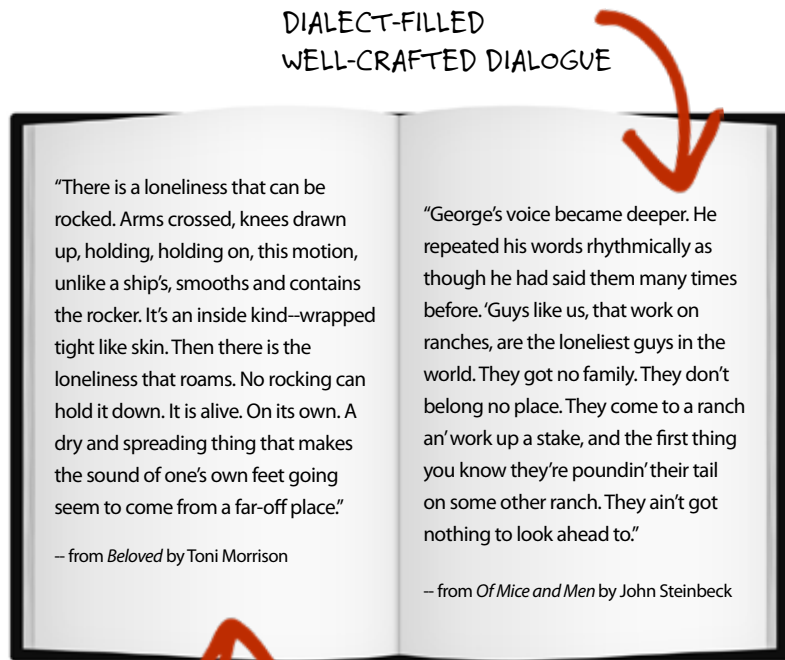 DIALECT-FILLED
WELL-CRAFTED DIALOGUE
“There is a loneliness that can be
rocked. Arms crossed, knees drawn
up, holding, holding on, this motion,
unlike a ship’s, smooths and contains
the rocker. It’s an inside kind--wrapped
tight like skin. Then there is the
loneliness that roams. No rocking can
hold it down. It is alive. On its own. A
dry and spreading thing that makes
the sound of one’s own feet going
seem to come from a far-off place.”
-- from Beloved by Toni Morrison
“George’s voice became deeper. He
repeated his words rhythmically as
though he had said them many times
before. ‘Guys like us, that work on
ranches, are the loneliest guys in the
world. They got no family. They don’t
belong no place. They come to a ranch
an’ work up a stake, and the first thing
you know they’re poundin’ their tail
on some other ranch. They ain’t got
nothing to look ahead to.”
-- from Of Mice and Men by John Steinbeck